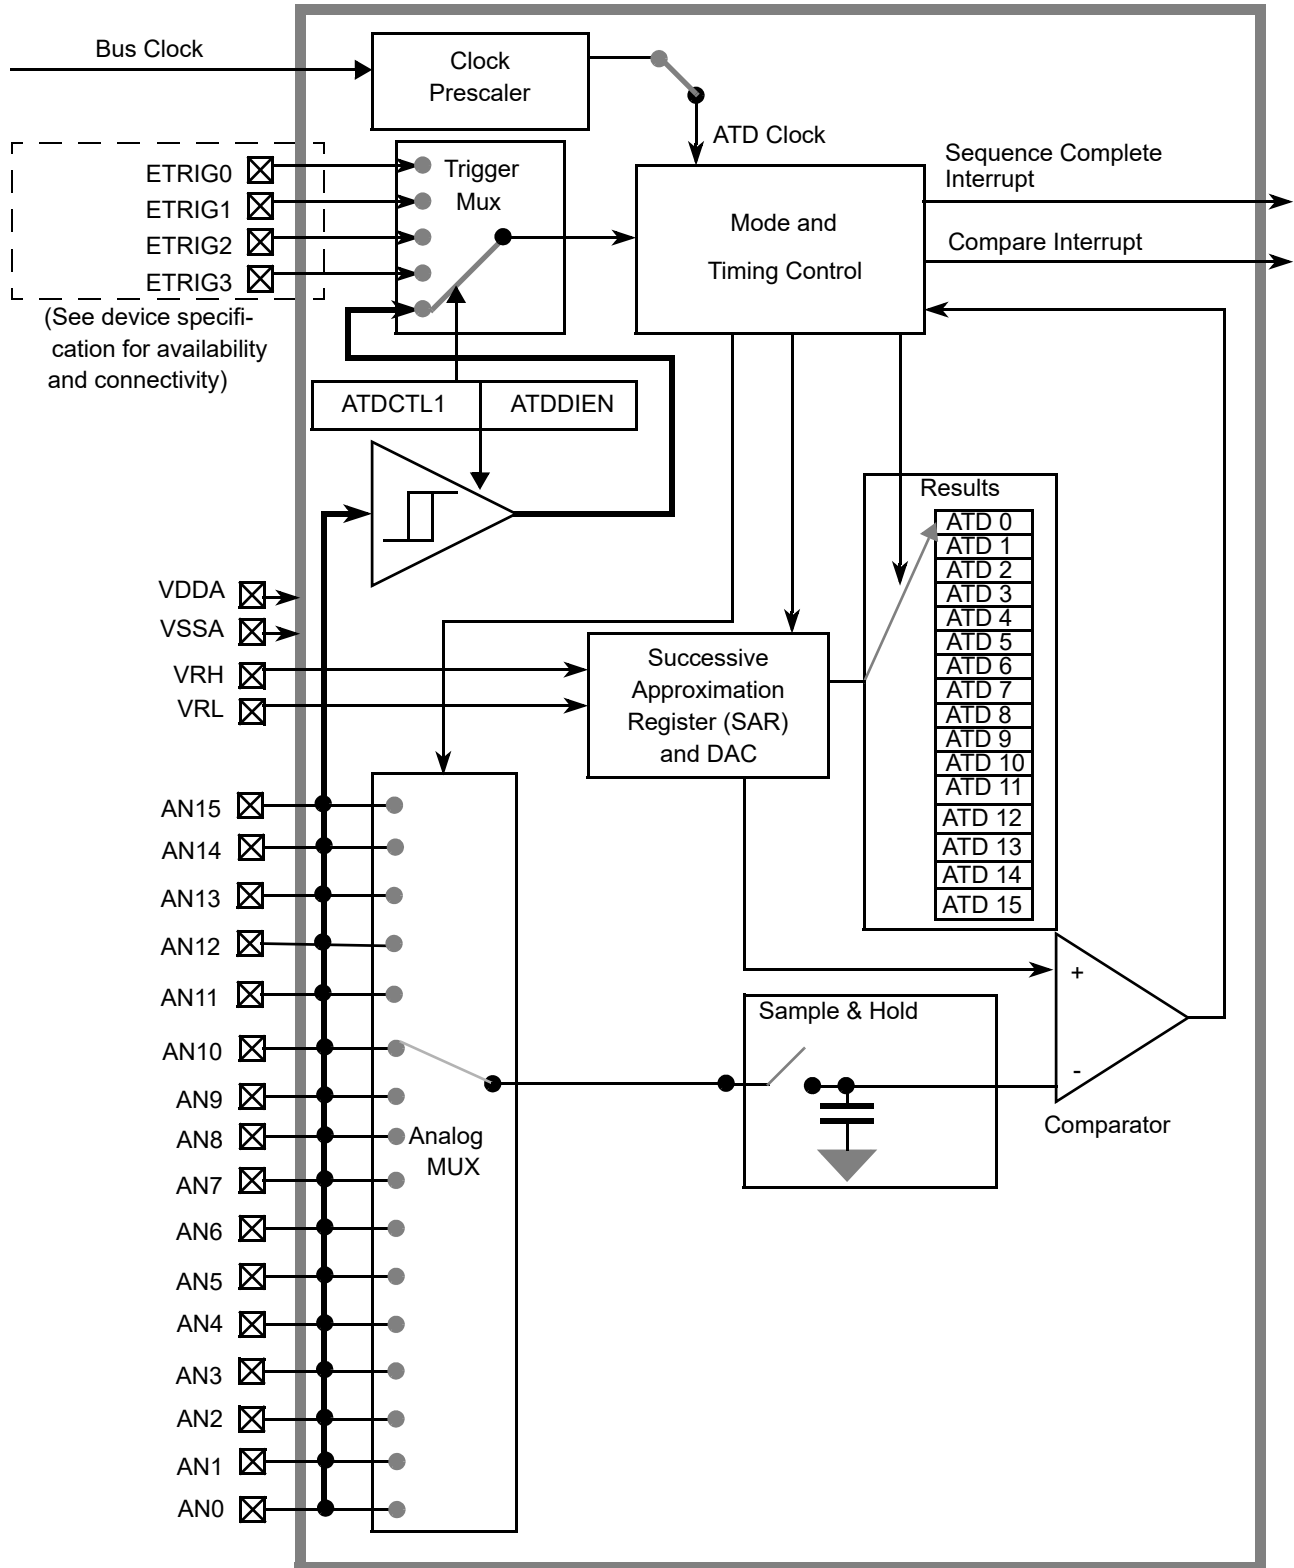 Bus Clock
Clock
Prescaler
ATD Clock
ETRIG0
ETRIG1
ETRIG2
ETRIG3
(See device specifi-
cation for availability
and connectivity)
Trigger
Mux
Mode and
Timing Control
Sequence Complete
Interrupt
Compare Interrupt
ATDCTL1
ATDDIEN
Results
ATD 0
ATD 1
ATD 2
ATD 3
ATD 4
ATD 5
ATD 6
ATD 7
ATD 8
ATD 9
ATD 10
ATD 11
ATD 12
ATD 13
ATD 14
ATD 15
VDDA
VSSA
VRH
VRL
Successive
Approximation
Register (SAR)
and DAC
AN15
AN14
AN13
AN12
AN11
AN10
AN9
AN8
AN7
AN6
AN5
AN4
AN3
AN2
AN1
AN0
Analog
MUX
Sample & Hold
+
-
Comparator